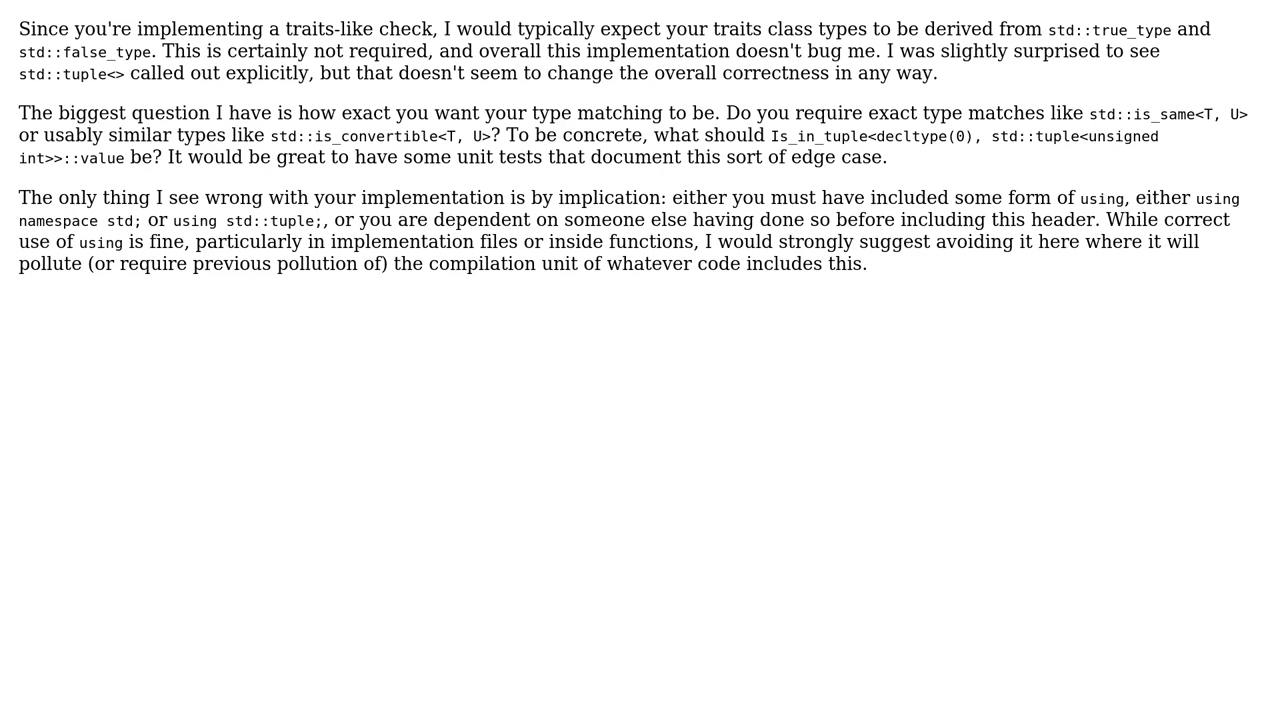 Since you're implementing a traits-like check, I would typically expect your traits class types to be derived from std::true_type and
std::false_type. This is certainly not required, and overall this implementation doesn't bug me. I was slightly surprised to see
std::tuple<> called out explicitly, but that doesn't seem to change the overall correctness in any way.
The biggest question I have is how exact you want your type matching to be. Do you require exact type matches like std::is_same<T, U>
or usably similar types like std::is_convertible<T, U>? To be concrete, what should Is_in_tuple<decltype(0), std::tuple<unsigned
int>>::value be? It would be great to have some unit tests that document this sort of edge case.
The only thing I see wrong with your implementation is by implication: either you must have included some form of using, either using
namespace std; or using std::tuple;, or you are dependent on someone else having done so before including this header. While correct
use of using is fine, particularly in implementation files or inside functions, I would strongly suggest avoiding it here where it will
pollute (or require previous pollution of) the compilation unit of whatever code includes this.